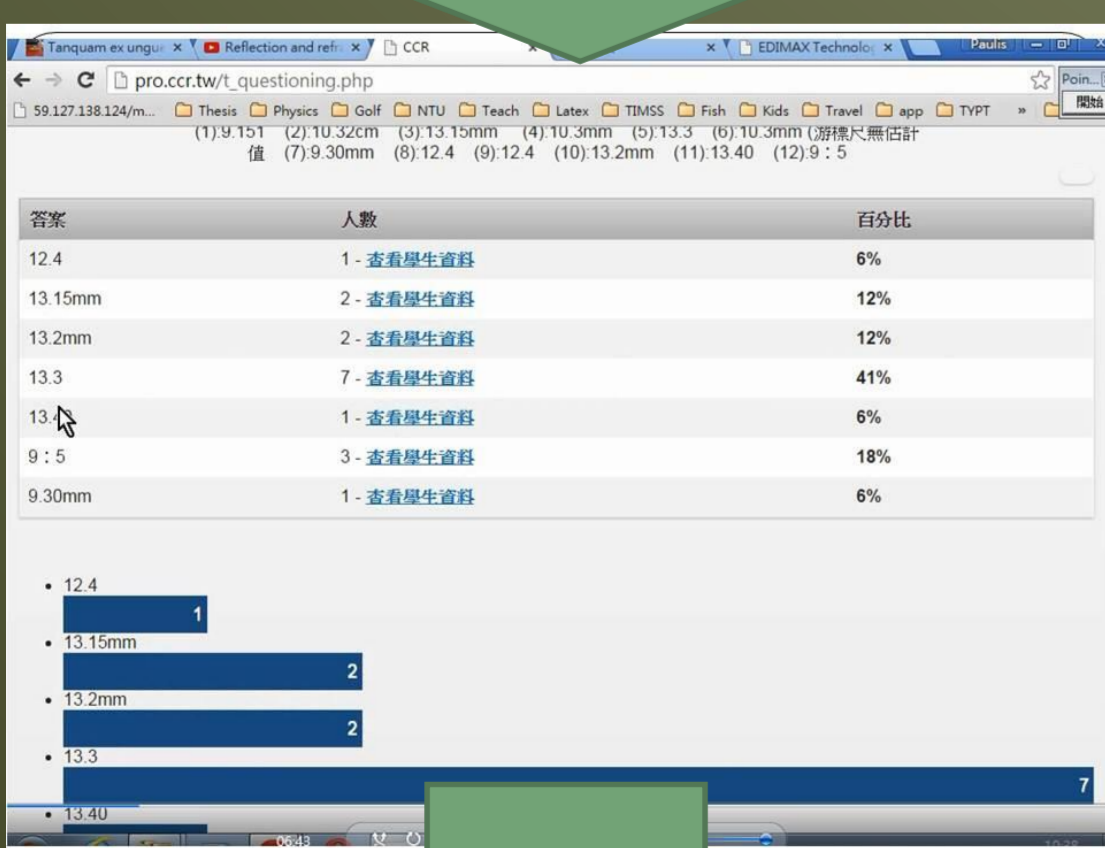 Tanquam ex ungue
Reflection and refr
CCR
EDIMAX Technolo
Paulis
pro.ccr.tw/t_questioning.php
Poin...
開始
59.127.138.124/m... Thesis Physics Golf NTU Teach Latex TIMSS Fish Kids Travel app TYPT »
(1):9.151 (2):10.32cm (3):13.15mm (4):10.3mm (5):13.3 (6):10.3mm (游標尺無估計
值 (7):9.30mm (8):12.4 (9):12.4 (10):13.2mm (11):13.40 (12):9：5
答案 人數 百分比
12.4 1 - 查看學生資料 6%
13.15mm 2 - 查看學生資料 12%
13.2mm 2 - 查看學生資料 12%
13.3 7 - 查看學生資料 41%
13.4 1 - 查看學生資料 6%
9：5 3 - 查看學生資料 18%
9.30mm 1 - 查看學生資料 6%
• 12.4
1
• 13.15mm
2
• 13.2mm
2
• 13.3
7
• 13.40
06:43
10:38